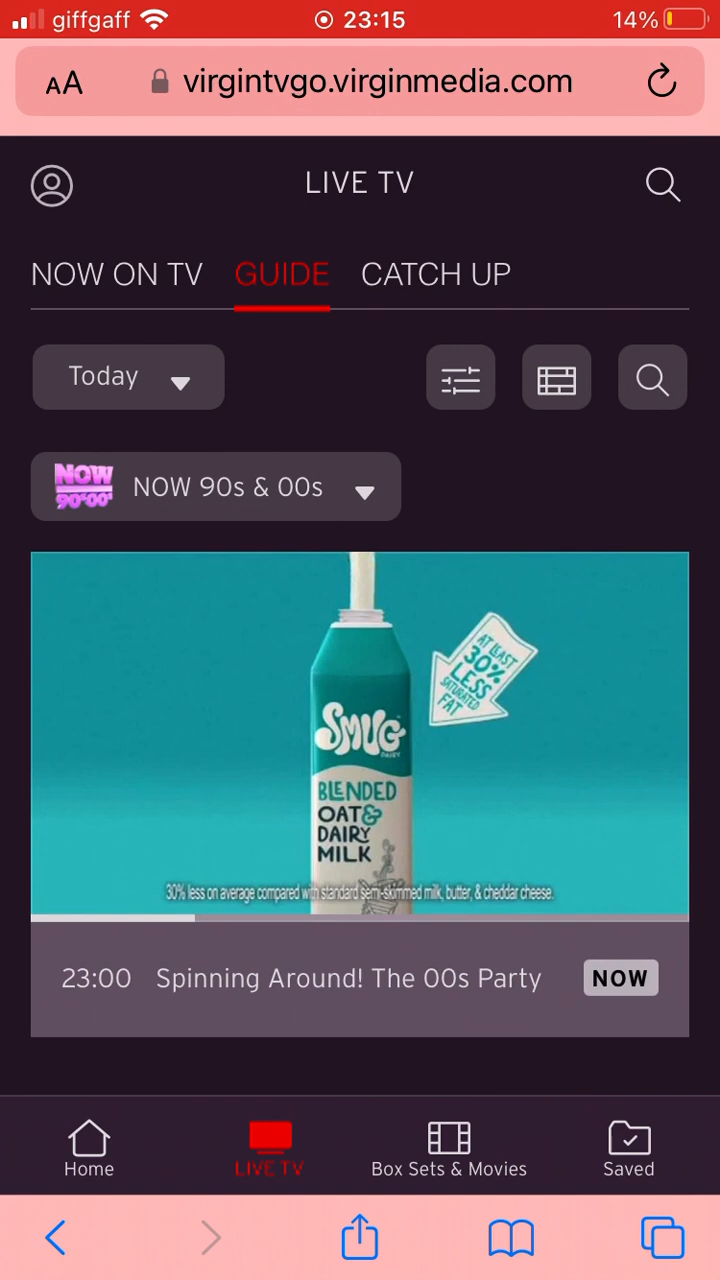 giffgaff 23:15 14%
AA virgintvgo.virginmedia.com
LIVE TV
NOW ON TV GUIDE CATCH UP
Today
NOW 90s & 00s
NOW
90s00s
SMUG
DAIRY
BLENDED
OAT &
DAIRY
MILK
AT LEAST
30%
LESS
SATURATED
FAT
30% less on average compared with standard semi-skimmed milk, butter, & cheddar cheese.
23:00 Spinning Around! The 00s Party NOW
Home LIVE TV Box Sets & Movies Saved